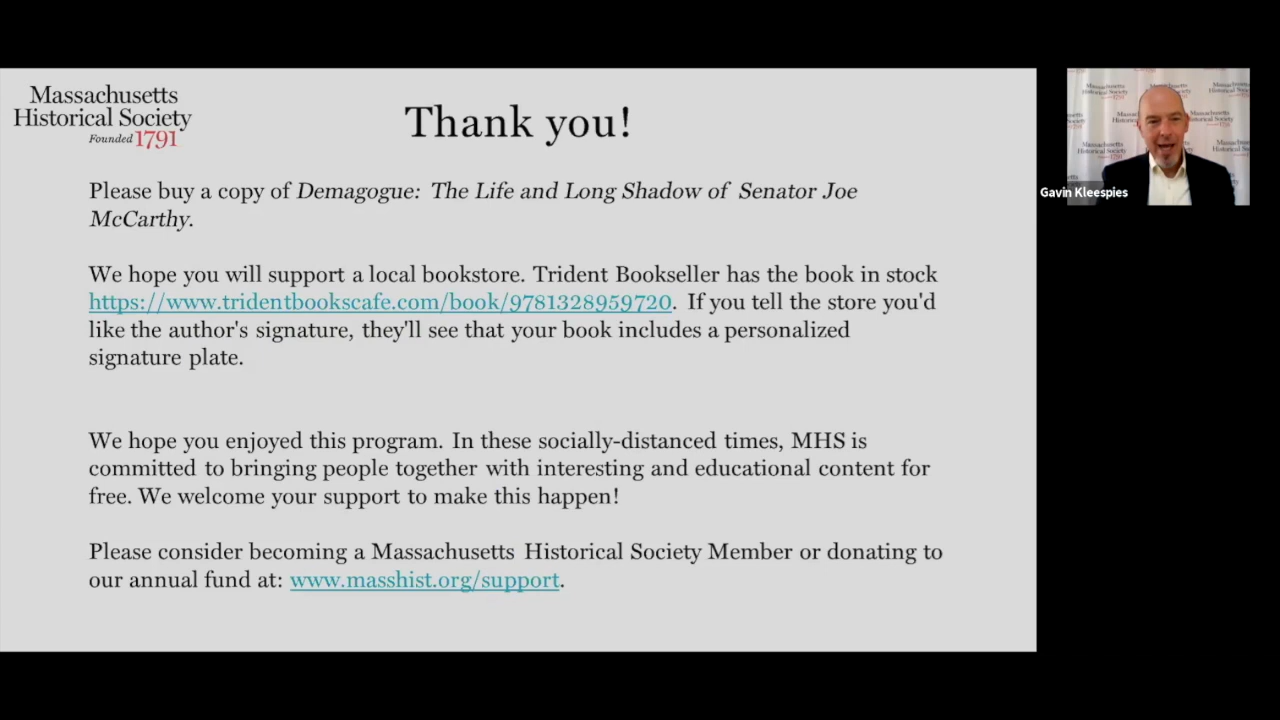 Massachusetts
Historical Society
Founded 1791
Thank you!
Please buy a copy of Demagogue: The Life and Long Shadow of Senator Joe
McCarthy.
We hope you will support a local bookstore. Trident Bookseller has the book in stock
https://www.tridentbookscafe.com/book/9781328959720. If you tell the store you'd
like the author's signature, they'll see that your book includes a personalized
signature plate.
We hope you enjoyed this program. In these socially-distanced times, MHS is
committed to bringing people together with interesting and educational content for
free. We welcome your support to make this happen!
Please consider becoming a Massachusetts Historical Society Member or donating to
our annual fund at: www.masshist.org/support.
Gavin Kleespies
Massachusetts
Historical Society